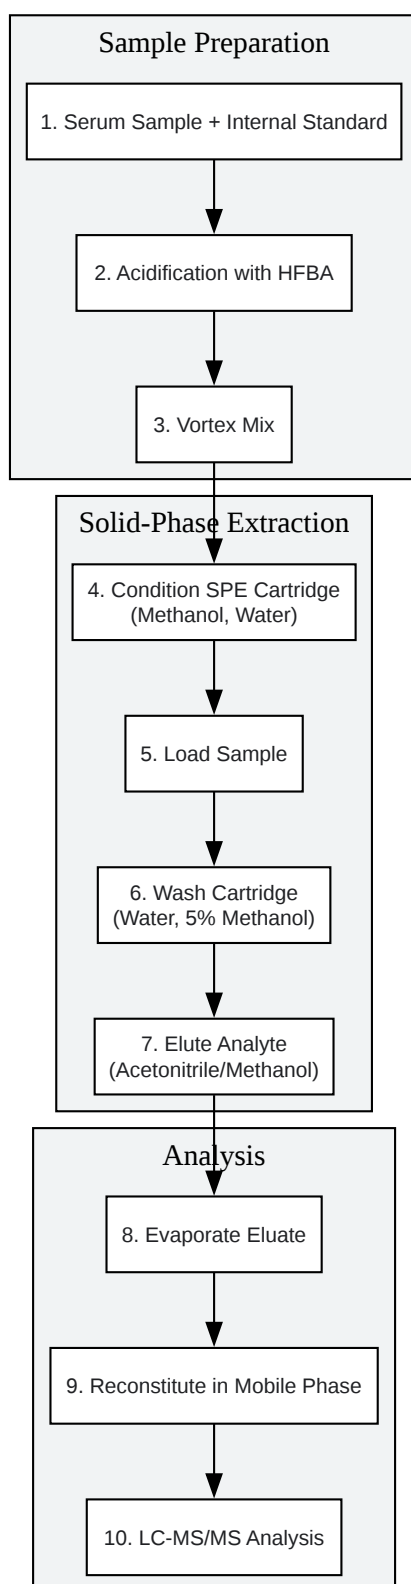 Sample Preparation
1. Serum Sample + Internal Standard
2. Acidification with HFBA
3. Vortex Mix
Solid-Phase Extraction
4. Condition SPE Cartridge
(Methanol, Water)
5. Load Sample
6. Wash Cartridge
(Water, 5% Methanol)
7. Elute Analyte
(Acetonitrile/Methanol)
Analysis
8. Evaporate Eluate
9. Reconstitute in Mobile Phase
10. LC-MS/MS Analysis